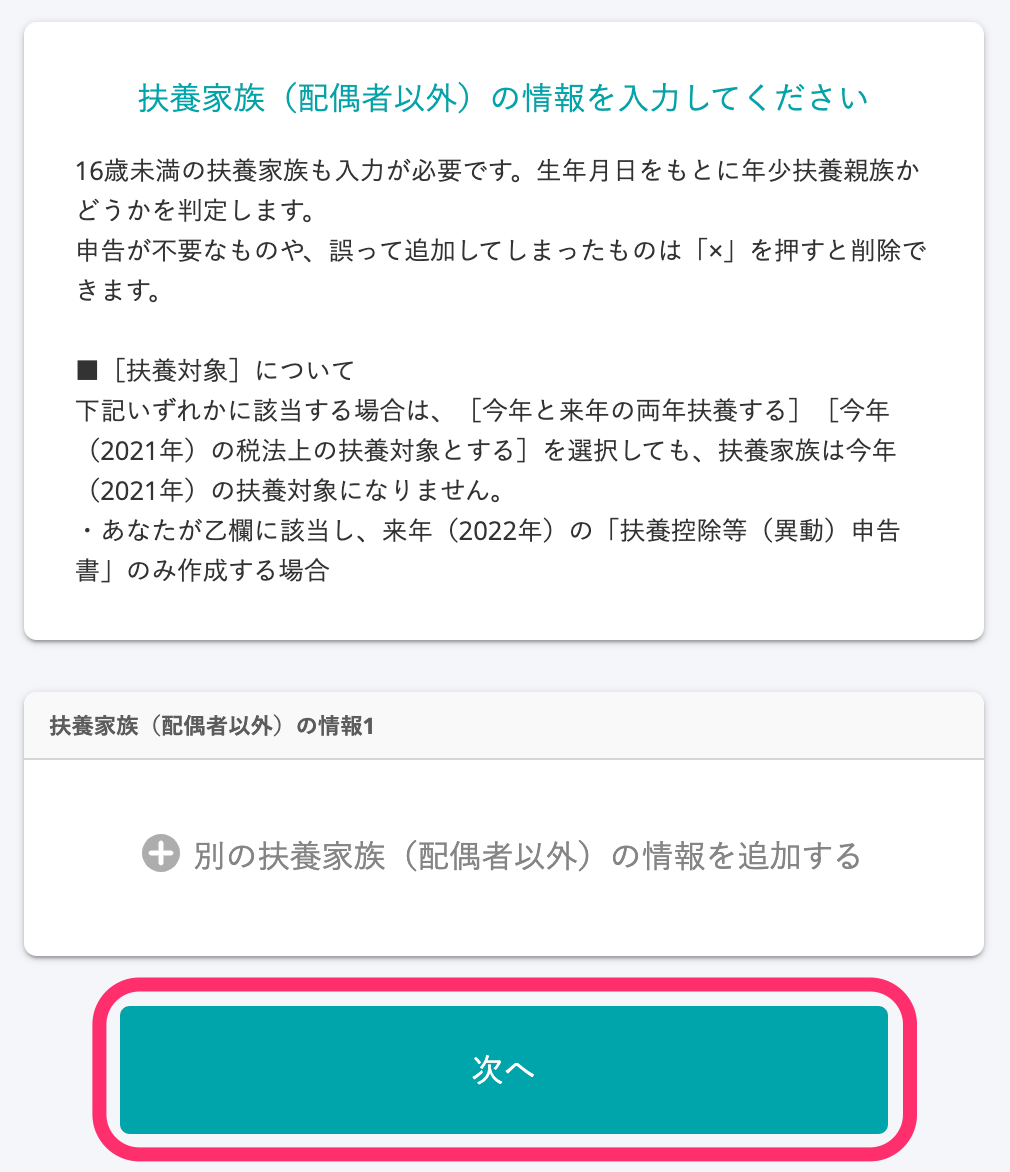 扶養家族（配偶者以外）の情報を入力してください
16歳未満の扶養家族も入力が必要です。生年月日をもとに年少扶養親族か
どうかを判定します。
申告が不要なものや、誤って追加してしまったものは「×」を押すと削除で
きます。
■［扶養対象］について
下記いずれかに該当する場合は、［今年と来年の両年扶養する］［今年
（2021年）の税法上の扶養対象とする］を選択しても、扶養家族は今年
（2021年）の扶養対象になりません。
・あなたが乙欄に該当し、来年（2022年）の「扶養控除等（異動）申告
書」のみ作成する場合
扶養家族（配偶者以外）の情報1
別の扶養家族（配偶者以外）の情報を追加する
次へ